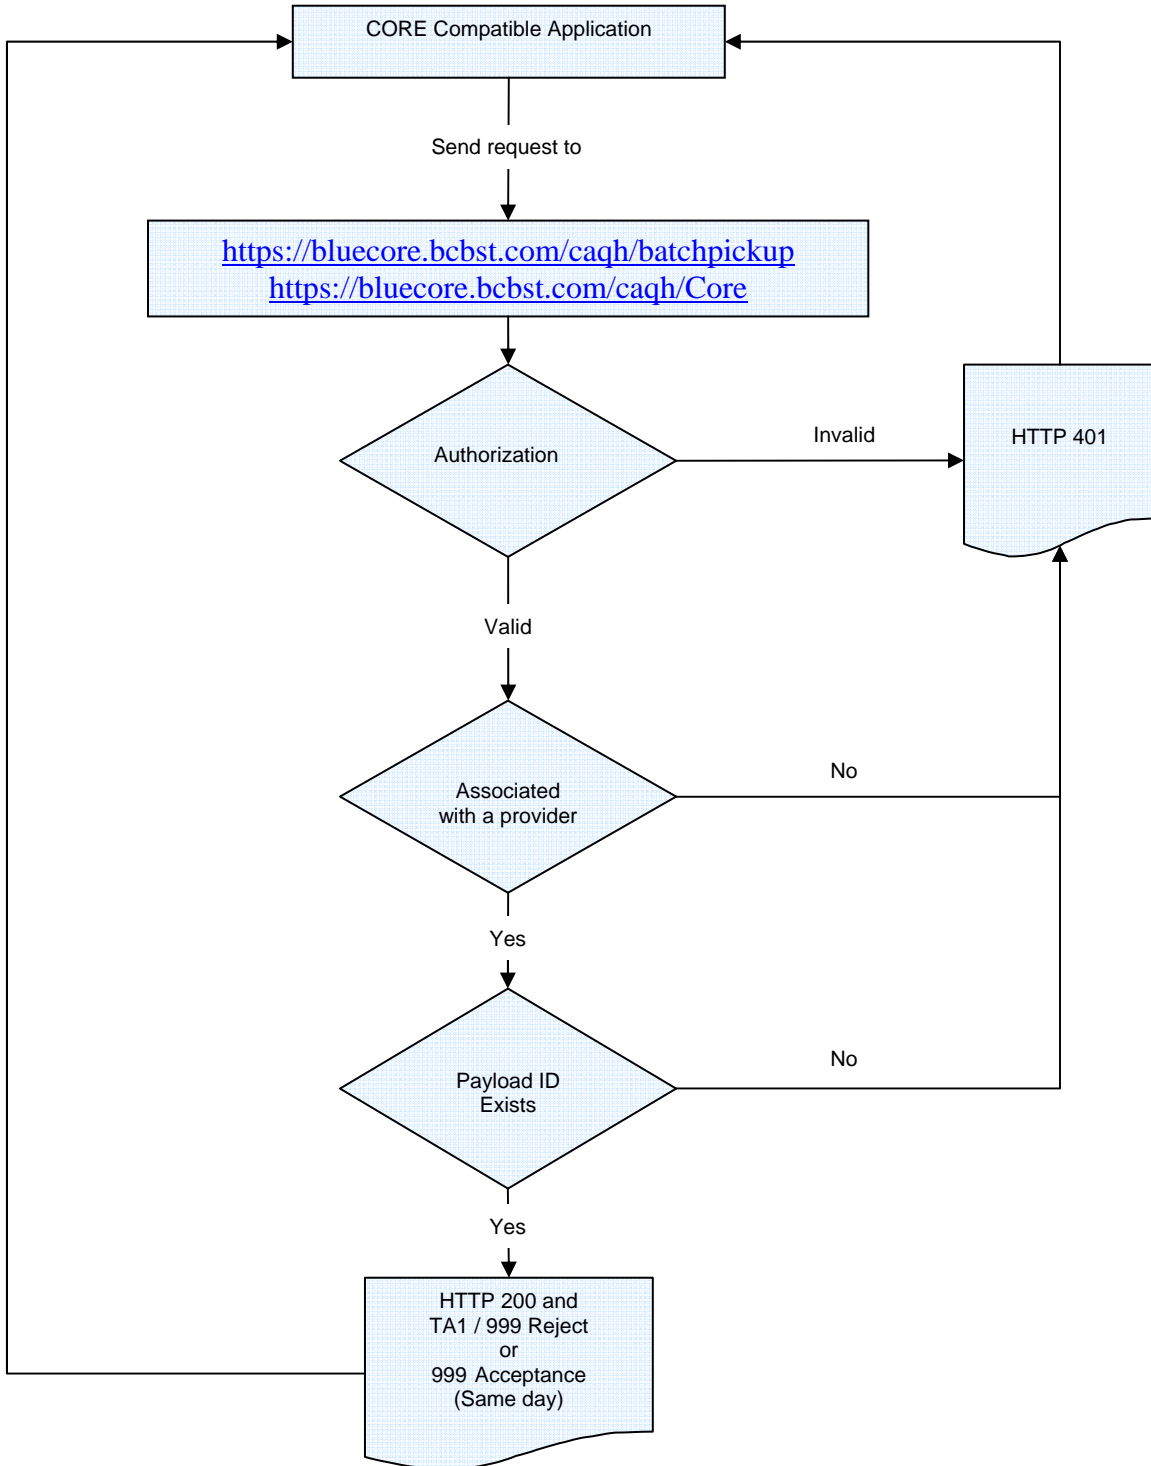 CORE Compatible Application
Send request to
https://bluecore.bcbst.com/caqh/batchpickup
https://bluecore.bcbst.com/caqh/Core
Authorization
Invalid
HTTP 401
Valid
Associated
with a provider
No
Yes
Payload ID
Exists
No
Yes
HTTP 200 and
TA1 / 999 Reject
or
999 Acceptance
(Same day)